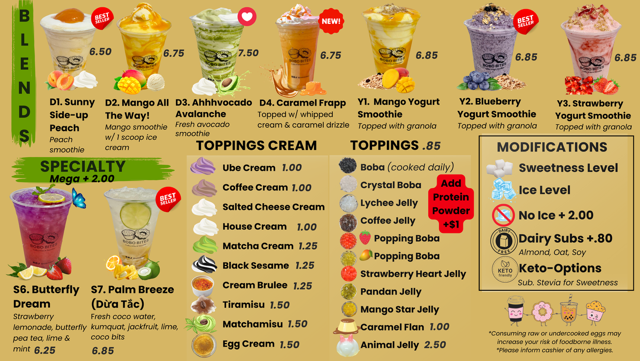 BLENDS
BEST SELLER
6.50
6.75
7.50
NEW!
6.75
6.85
BEST SELLER
6.85
6.85
D1. Sunny
Side-up
Peach
Peach
smoothie
D2. Mango All
The Way!
Mango smoothie
w/ 1 scoop ice
cream
D3. Ahhhvocado
Avalanche
Fresh avocado
smoothie
D4. Caramel Frapp
Topped w/ whipped
cream & caramel drizzle
Y1. Mango Yogurt
Smoothie
Topped with granola
Y2. Blueberry
Yogurt Smoothie
Topped with granola
Y3. Strawberry
Yogurt Smoothie
Topped with granola
SPECIALTY
Mega + 2.00
BEST SELLER
S6. Butterfly
Dream
Strawberry
lemonade, butterfly
pea tea, lime &
mint
6.25
S7. Palm Breeze
(Dừa Tắc)
Fresh coco water,
kumquat, jackfruit, lime,
coco bits
6.85
TOPPINGS CREAM
Ube Cream 1.00
Coffee Cream 1.00
Salted Cheese Cream
House Cream 1.00
Matcha Cream 1.25
Black Sesame 1.25
Cream Brulee 1.25
Tiramisu 1.50
Matchamisu 1.50
Egg Cream 1.50
TOPPINGS .85
Boba (cooked daily)
Crystal Boba
Lychee Jelly
Coffee Jelly
Popping Boba
Popping Boba
Strawberry Heart Jelly
Pandan Jelly
Mango Star Jelly
Caramel Flan 1.00
Animal Jelly 2.50
Add
Protein
Powder
+$1
MODIFICATIONS
Sweetness Level
Ice Level
No Ice + 2.00
DAIRY FREE
Dairy Subs +.80
Almond, Oat, Soy
KETO
friendly
Keto-Options
Sub. Stevia for Sweetness
*Consuming raw or undercooked eggs may
increase your risk of foodborne illness.
*Please inform cashier of any allergies.